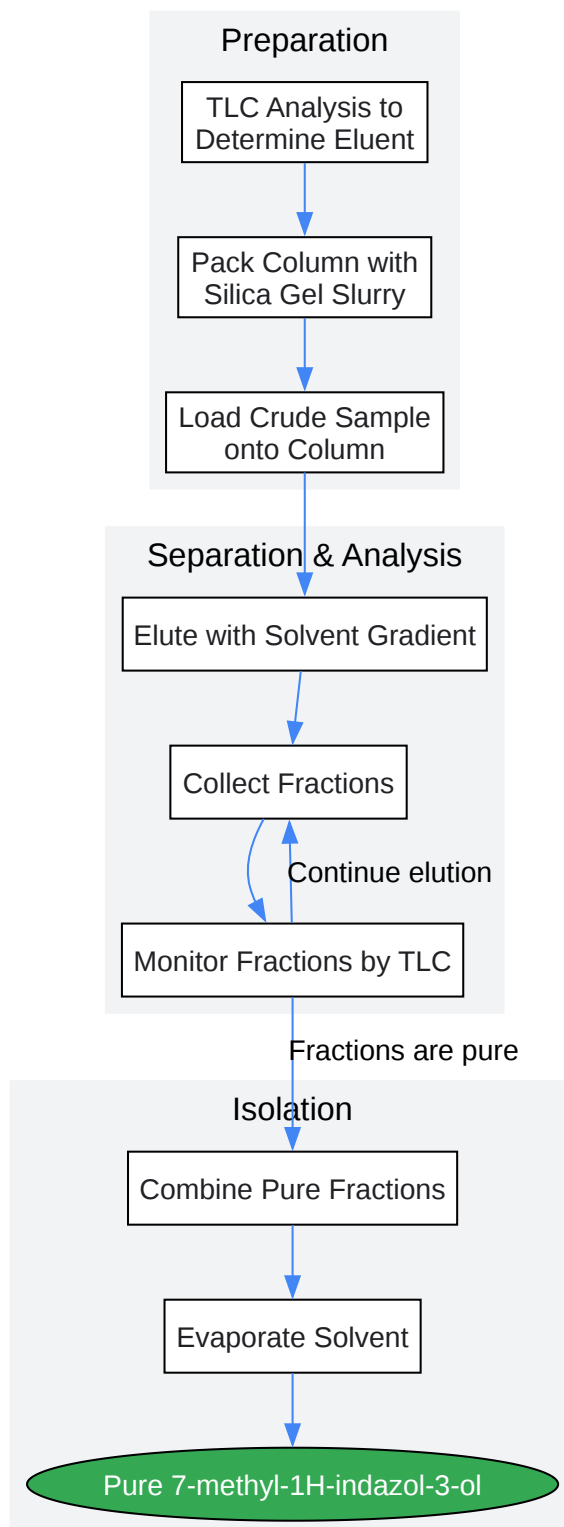 Preparation
TLC Analysis to
Determine Eluent
Pack Column with
Silica Gel Slurry
Load Crude Sample
onto Column
Separation & Analysis
Elute with Solvent Gradient
Collect Fractions
Continue elution
Monitor Fractions by TLC
Fractions are pure
Isolation
Combine Pure Fractions
Evaporate Solvent
Pure 7-methyl-1H-indazol-3-ol